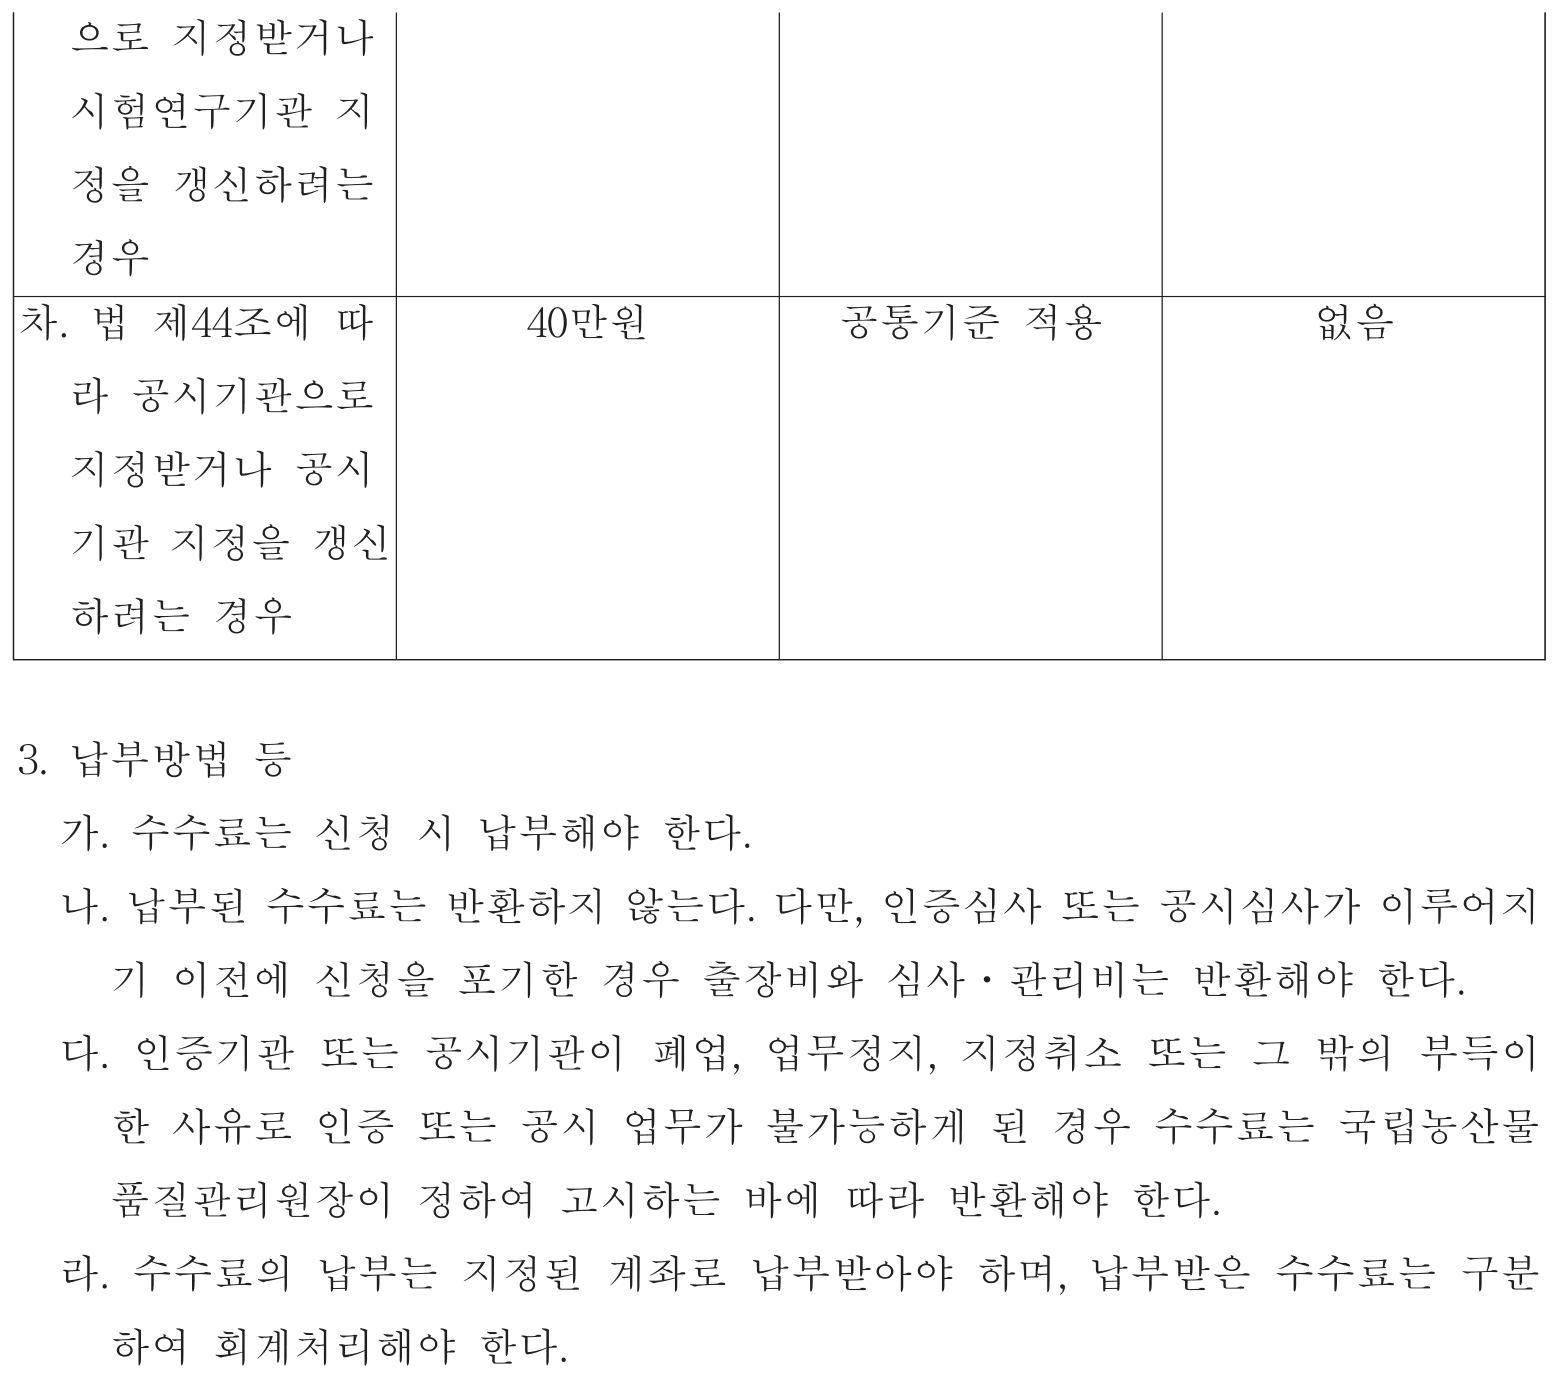 으로 지정받거나
시험연구기관 지
정을 갱신하려는
경우
차. 법 제44조에 따 40만원 공통기준 적용 없음
라 공시기관으로
지정받거나 공시
기관 지정을 갱신
하려는 경우
3. 납부방법 등
가. 수수료는 신청 시 납부해야 한다.
나. 납부된 수수료는 반환하지 않는다. 다만, 인증심사 또는 공시심사가 이루어지
기 이전에 신청을 포기한 경우 출장비와 심사・관리비는 반환해야 한다.
다. 인증기관 또는 공시기관이 폐업, 업무정지, 지정취소 또는 그 밖의 부득이
한 사유로 인증 또는 공시 업무가 불가능하게 된 경우 수수료는 국립농산물
품질관리원장이 정하여 고시하는 바에 따라 반환해야 한다.
라. 수수료의 납부는 지정된 계좌로 납부받아야 하며, 납부받은 수수료는 구분
하여 회계처리해야 한다.